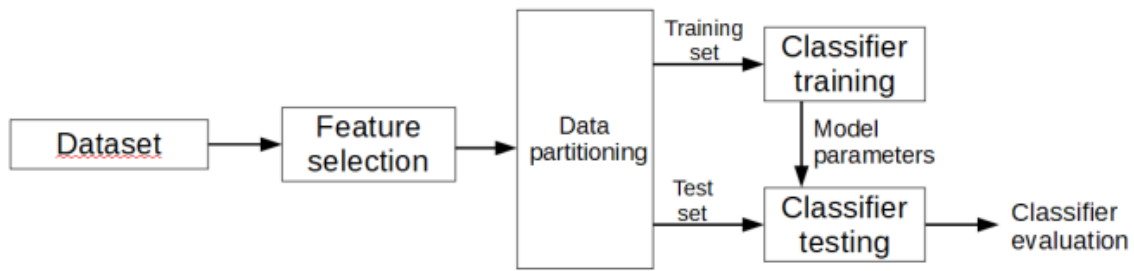 Dataset
Feature
selection
Data
partitioning
Training
set
Test
set
Classifier
training
Model
parameters
Classifier
testing
Classifier
evaluation